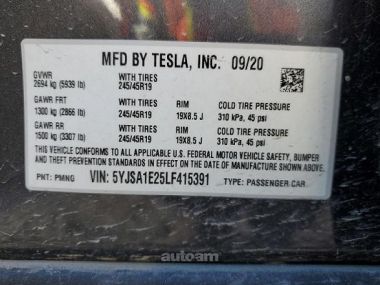 MFD BY TESLA, INC. 09/20
GVWR WITH TIRES
2694 kg (5939 lb) 245/45R19
GAWR FRT WITH TIRES RIM COLD TIRE PRESSURE
1300 kg (2866 lb) 245/45R19 19X8.5 J 310 kPa, 45 psi
GAWR RR WITH TIRES RIM COLD TIRE PRESSURE
1500 kg (3307 lb) 245/45R19 19X8.5 J 310 kPa, 45 psi
THIS VEHICLE CONFORMS TO ALL APPLICABLE U.S. FEDERAL MOTOR VEHICLE SAFETY, BUMPER
AND THEFT PREVENTION STANDARDS IN EFFECT ON THE DATE OF MANUFACTURE SHOWN ABOVE.
PNT: PMNG VIN: 5YJSA1E25LF415391 TYPE: PASSENGER CAR
autoam